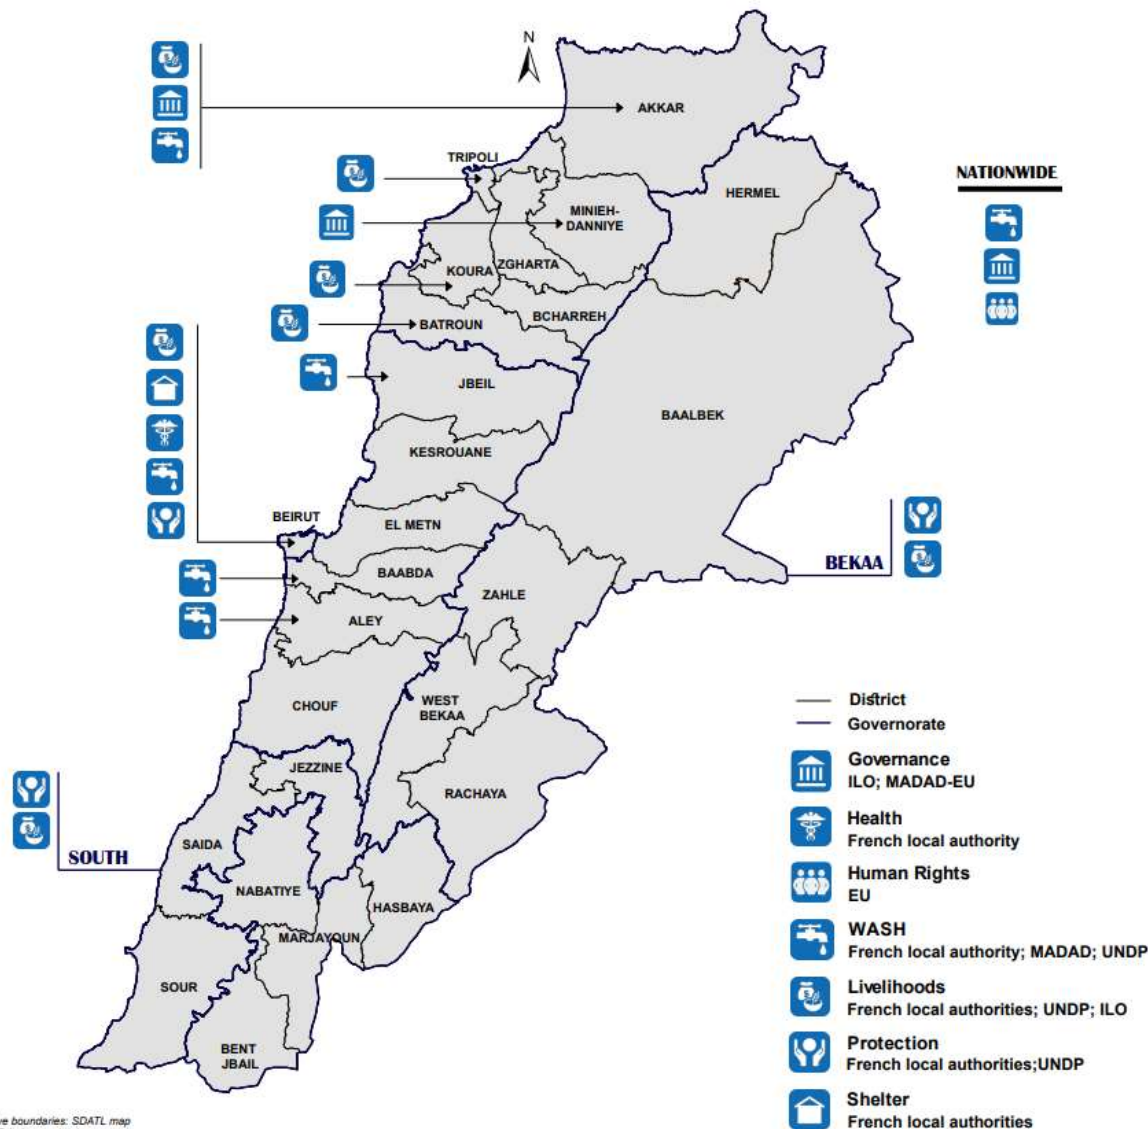 N
AKKAR
TRIPOLI
NATIONWIDE
HERMEL
MINIEH-
DANNIYE
ZGHARTA
KOURA
BCHARREH
BATROUN
JBEIL
BAALBEK
KESROUANE
BEIRUT
EL METN
BEKAA
BAABDA
ZAHLE
ALEY
WEST
BEKAA
CHOUF
District
Governorate
JEZZINE
Governance
ILO; MADAD-EU
RACHAYA
Health
French local authority
SAIDA
SOUTH
Human Rights
EU
NABATIYE
HASBAYA
WASH
French local authority; MADAD; UNDP
MARJAYOUN
SOUR
Livelihoods
French local authorities; UNDP; ILO
BENT
JBAIL
Protection
French local authorities;UNDP
Shelter
French local authorities
boundaries: SDATL map